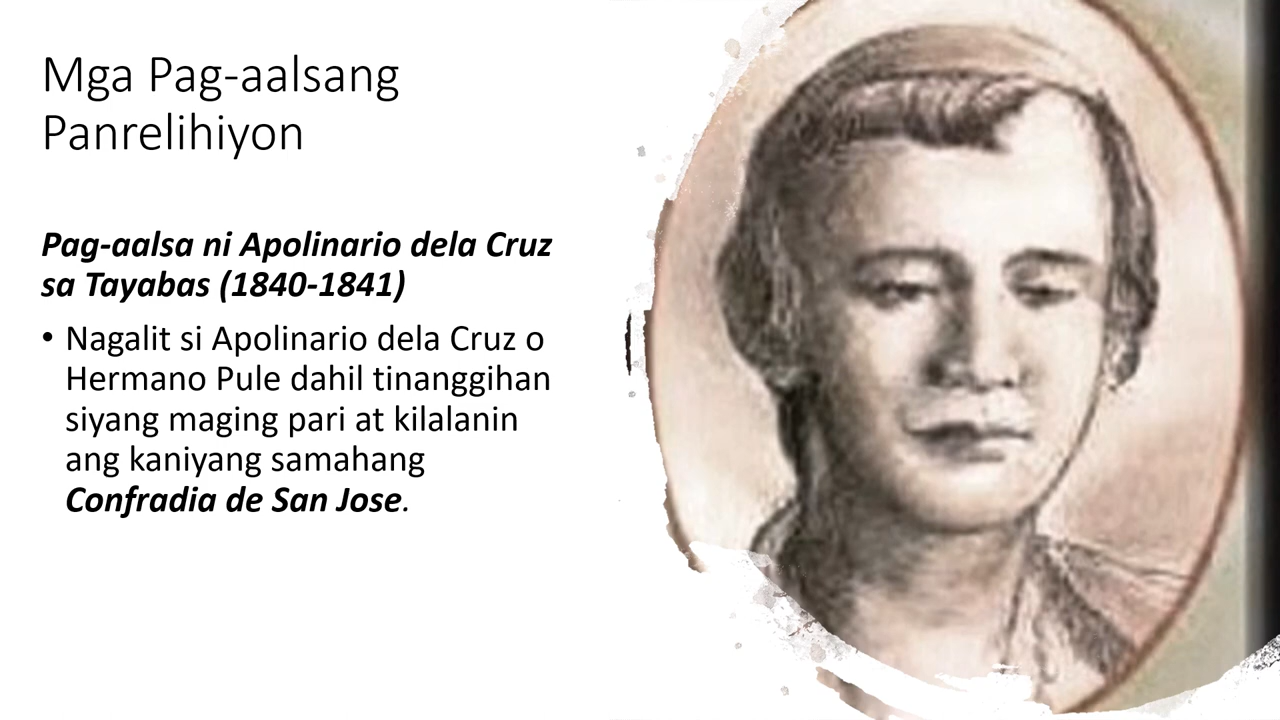 Mga Pag-aalsang
Panrelihiyon
Pag-aalsa ni Apolinario dela Cruz
sa Tayabas (1840-1841)
• Nagalit si Apolinario dela Cruz o
Hermano Pule dahil tinanggihan
siyang maging pari at kilalanin
ang kaniyang samahang
Confradia de San Jose.